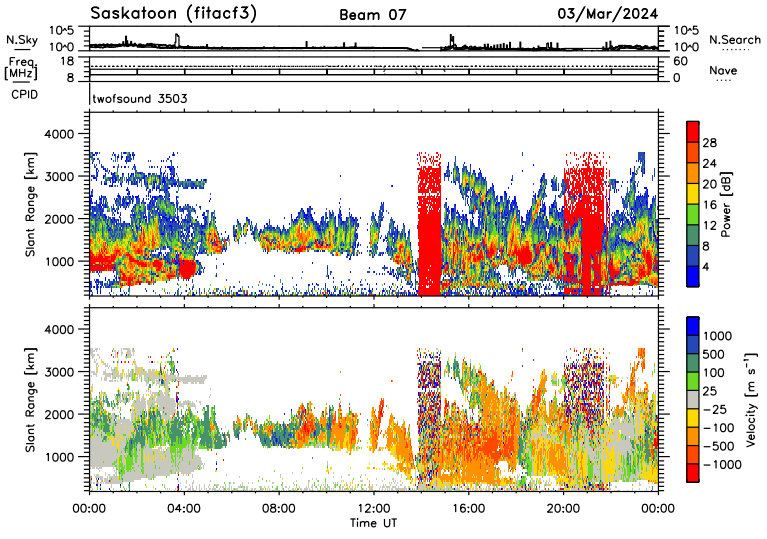 Saskatoon (fitacf3) Beam 07 03/Mar/2024
N.Sky 10^5 10^0 10^5 10^0 N.Search
Freq. [MHz] 18 8 60 0 Nave
CPID twofsound 3503
Slant Range [km] 4000 3000 2000 1000
Power [dB] 28 24 20 16 12 8 4
Slant Range [km] 4000 3000 2000 1000
Velocity [m s⁻¹] 1000 500 100 25 −25 −100 −500 −1000
00:00 04:00 08:00 12:00 16:00 20:00 00:00
Time UT